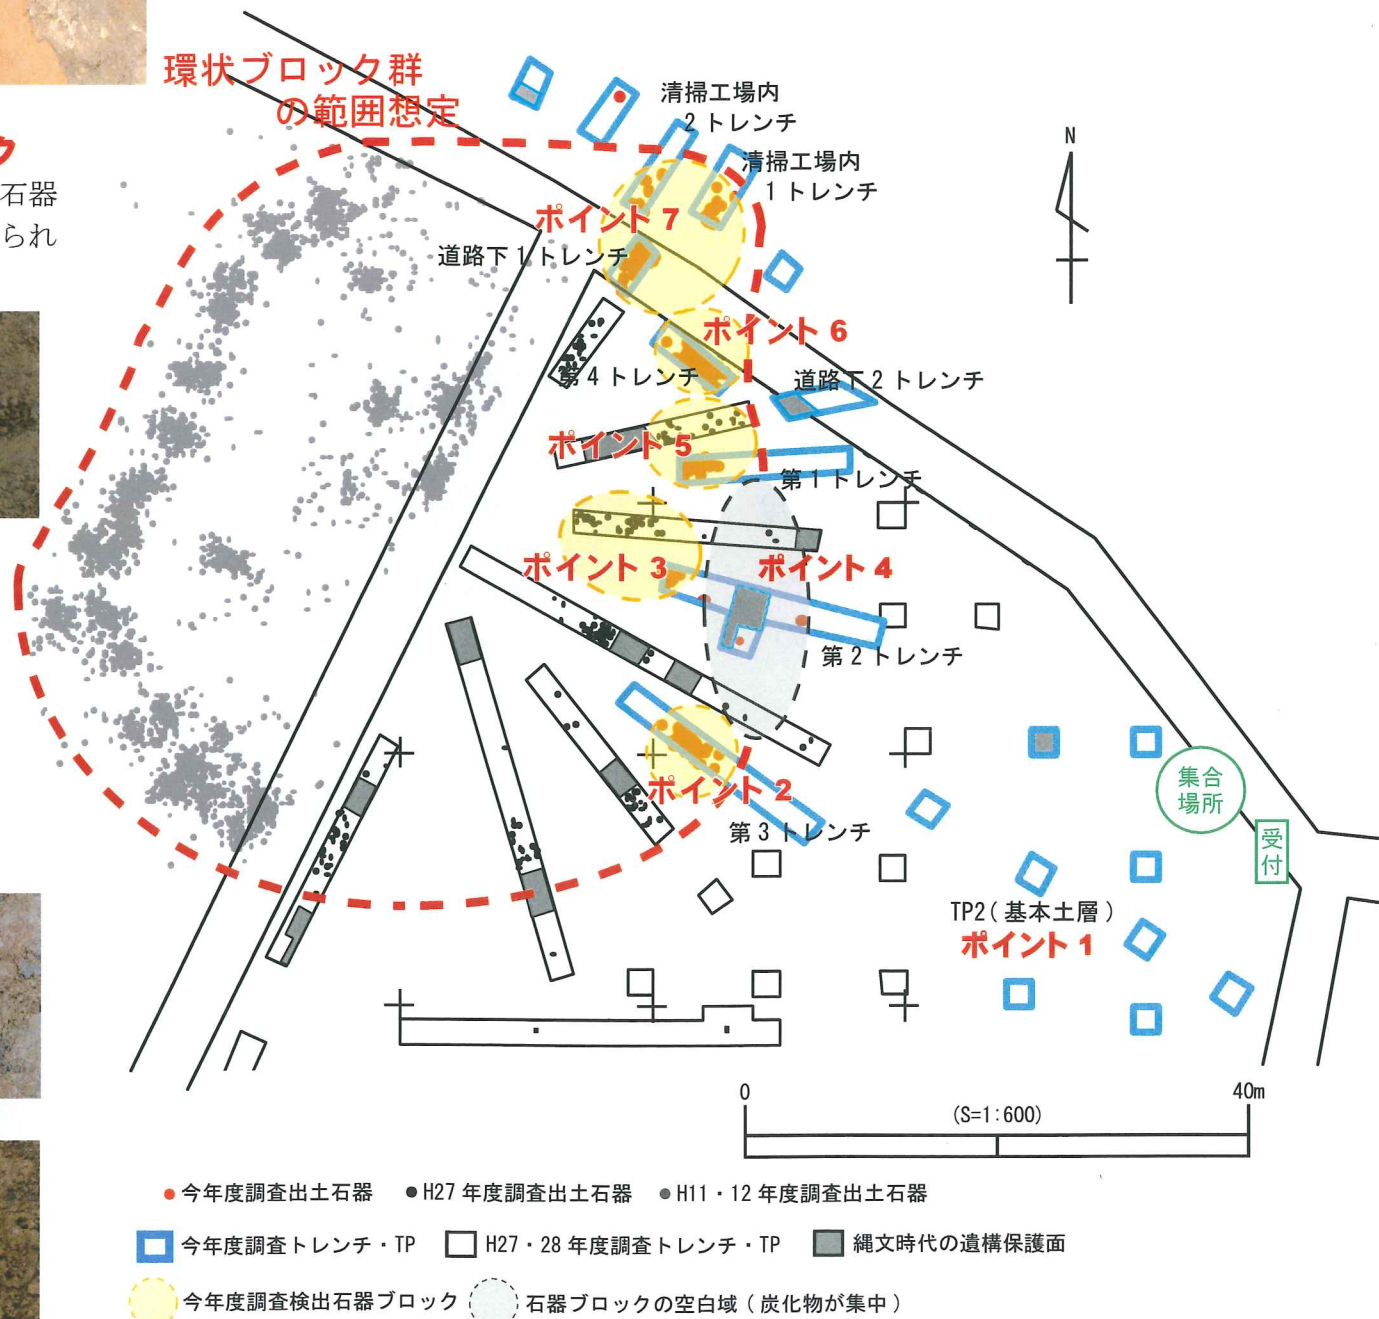 環状ブロック群
の範囲想定
ク
石器
られ
清掃工場内
2 トレンチ
清掃工場内
1 トレンチ
N
ポイント 7
道路下 1 トレンチ
ポイント 6
第 4 トレンチ
道路下 2 トレンチ
ポイント 5
第 1 トレンチ
ポイント 3
ポイント 4
第 2 トレンチ
ポイント 2
第 3 トレンチ
集合
場所
受付
TP2( 基本土層 )
ポイント 1
0
40m
(S=1:600)
今年度調査出土石器
H27 年度調査出土石器
H11・12 年度調査出土石器
今年度調査トレンチ・TP
H27・28 年度調査トレンチ・TP
縄文時代の遺構保護面
今年度調査検出石器ブロック
石器ブロックの空白域 ( 炭化物が集中 )